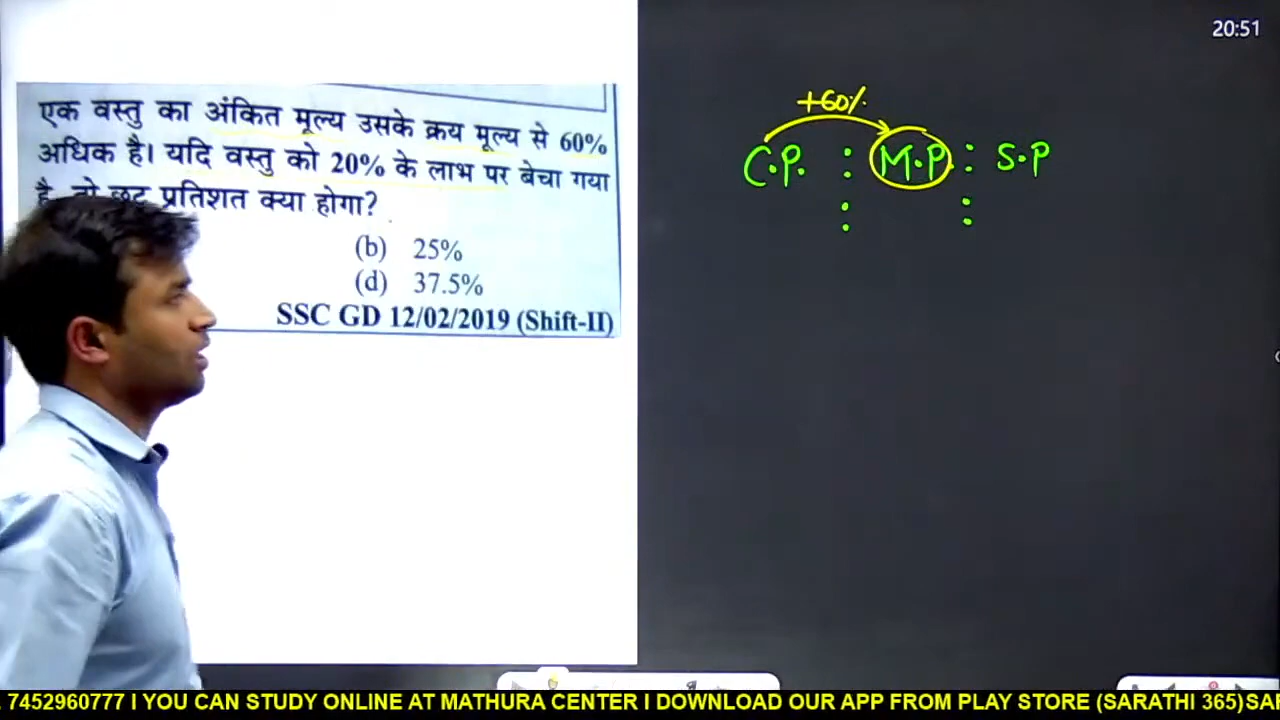 20:51
एक वस्तु का अंकित मूल्य उसके क्रय मूल्य से 60%
अधिक है। यदि वस्तु को 20% के लाभ पर बेचा गया
है, तो छूट प्रतिशत क्या होगा?
(b) 25%
(d) 37.5%
SSC GD 12/02/2019 (Shift-II)
+60%
C.P. : M.P : S.P
: :
7452960777 I YOU CAN STUDY ONLINE AT MATHURA CENTER I DOWNLOAD OUR APP FROM PLAY STORE (SARATHI 365)SAR